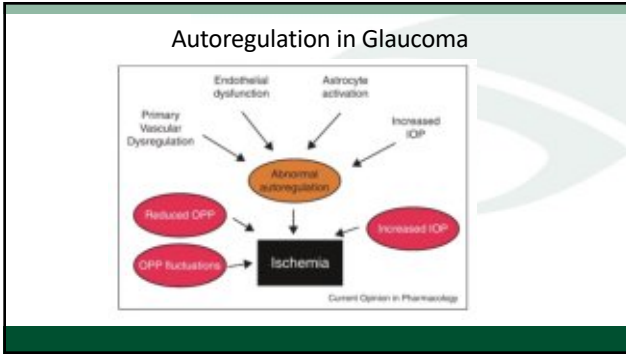 Autoregulation in Glaucoma
Endothelial
dysfunction
Astrocyte
activation
Primary
Vascular
Dysregulation
Increased
IOP
Abnormal
autoregulation
Reduced OPP
Increased IOP
OPP fluctuations
Ischemia
Current Opinion in Pharmacology